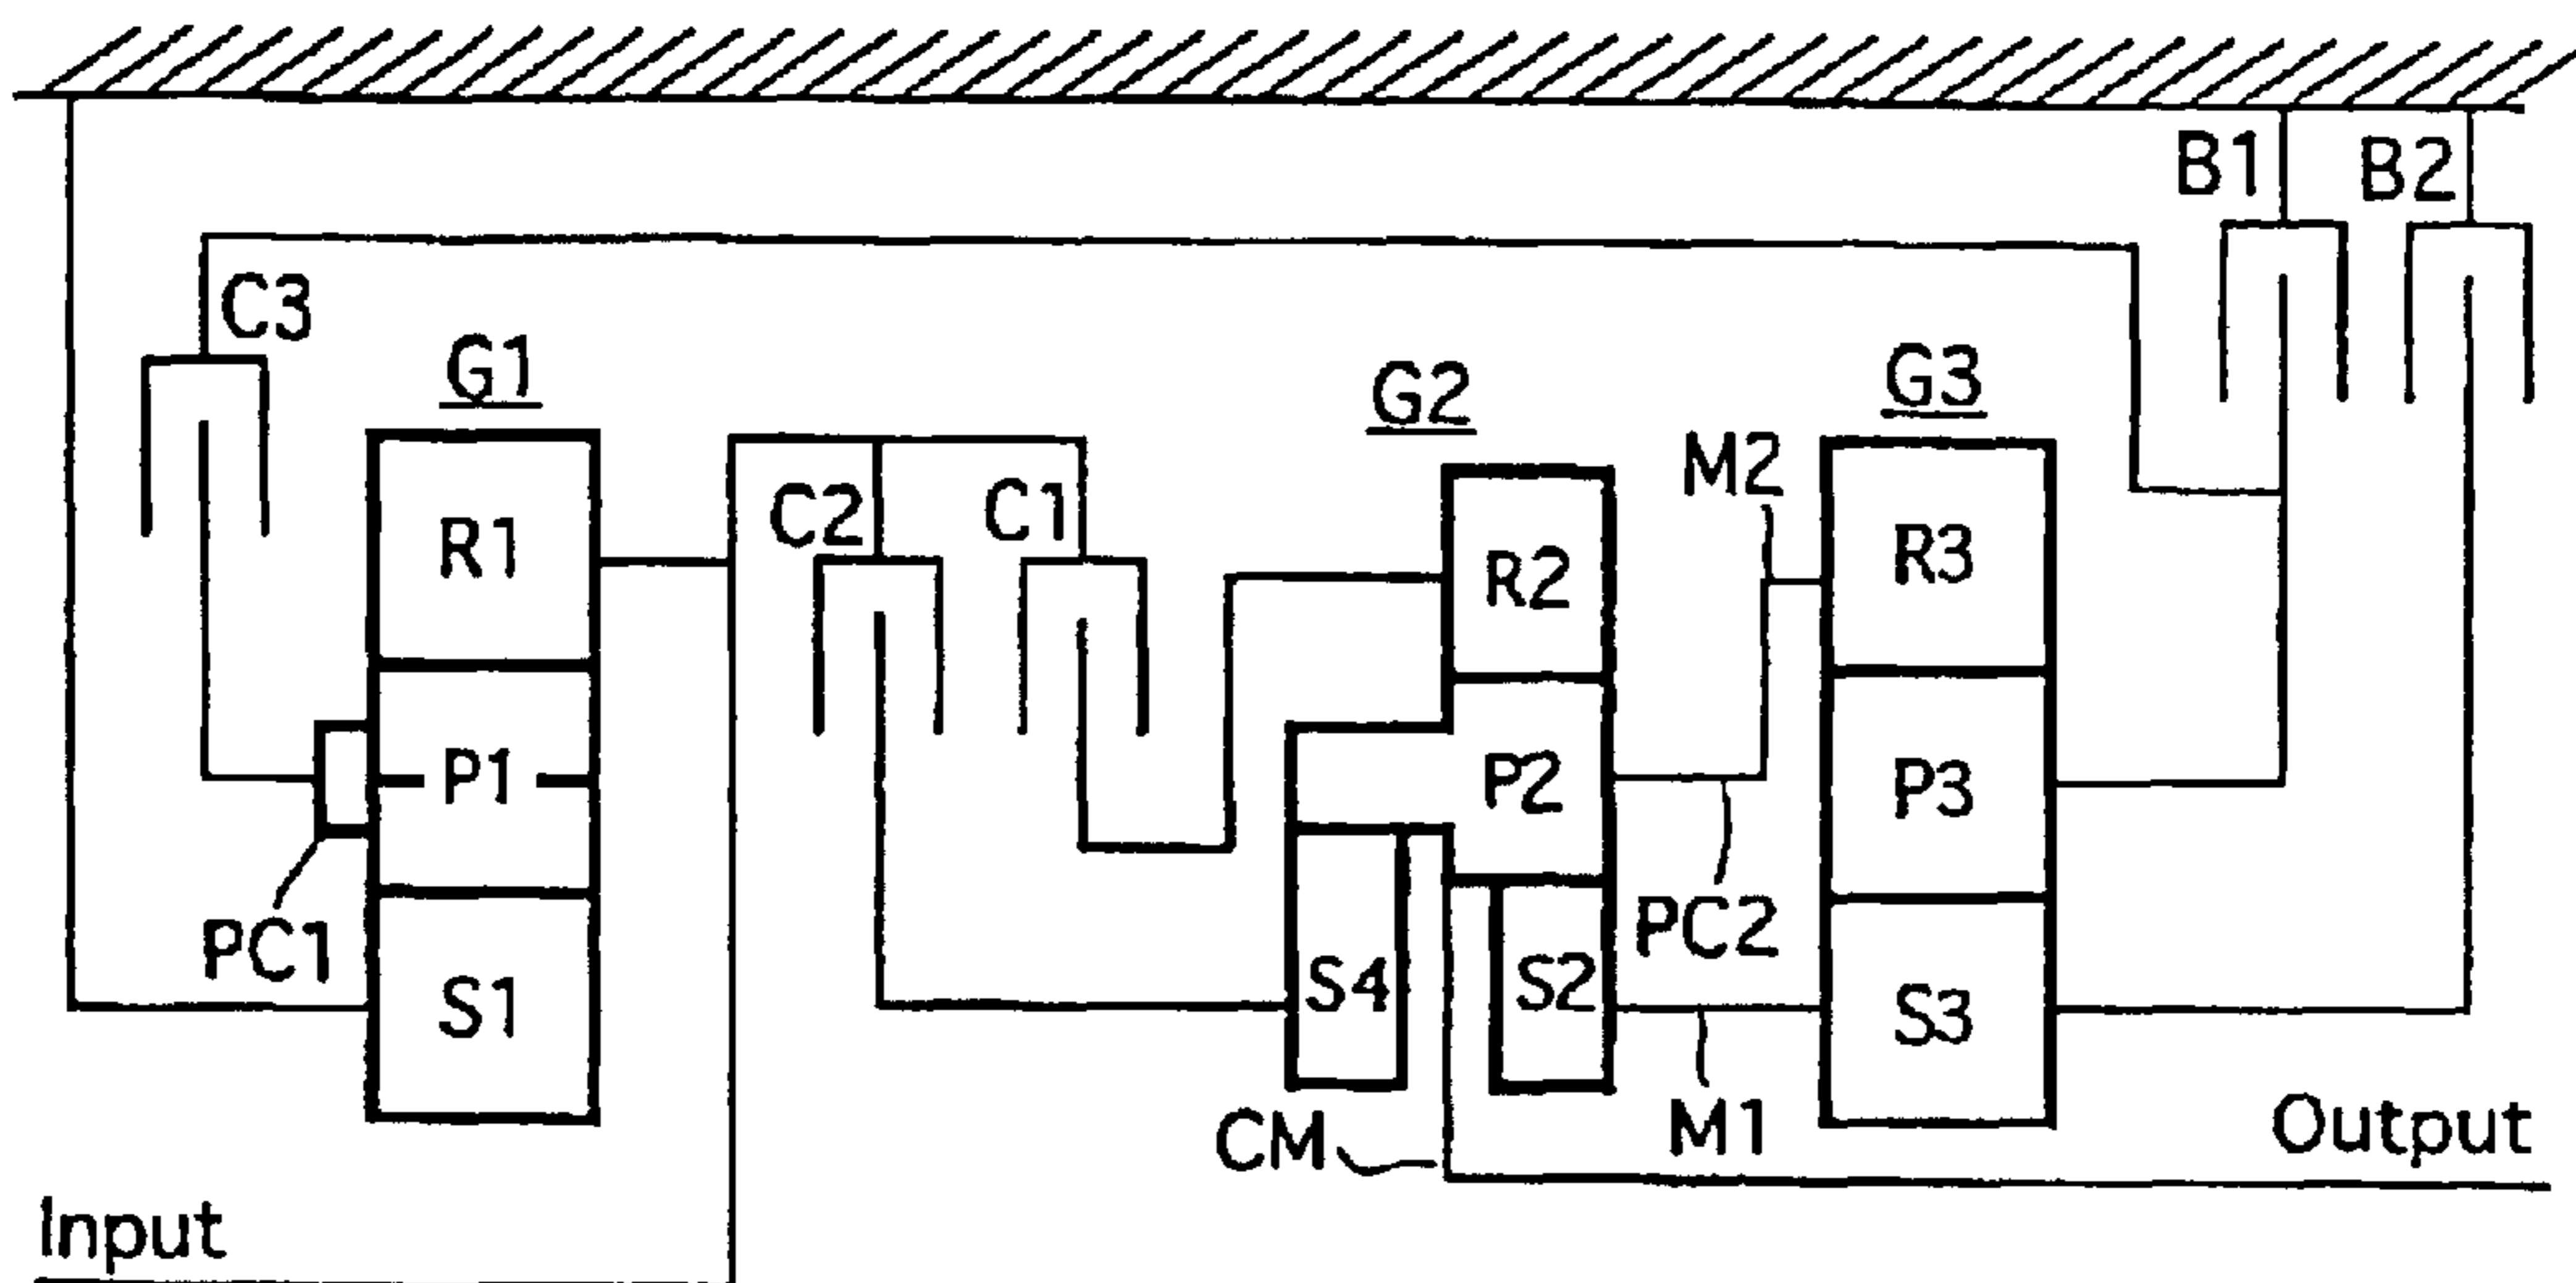 B1
B2
C3
G1
G2
G3
M2
C2
C1
R1
R2
R3
P1
P2
P3
PC1
PC2
S1
S4
S2
S3
CM
M1
Output
Input